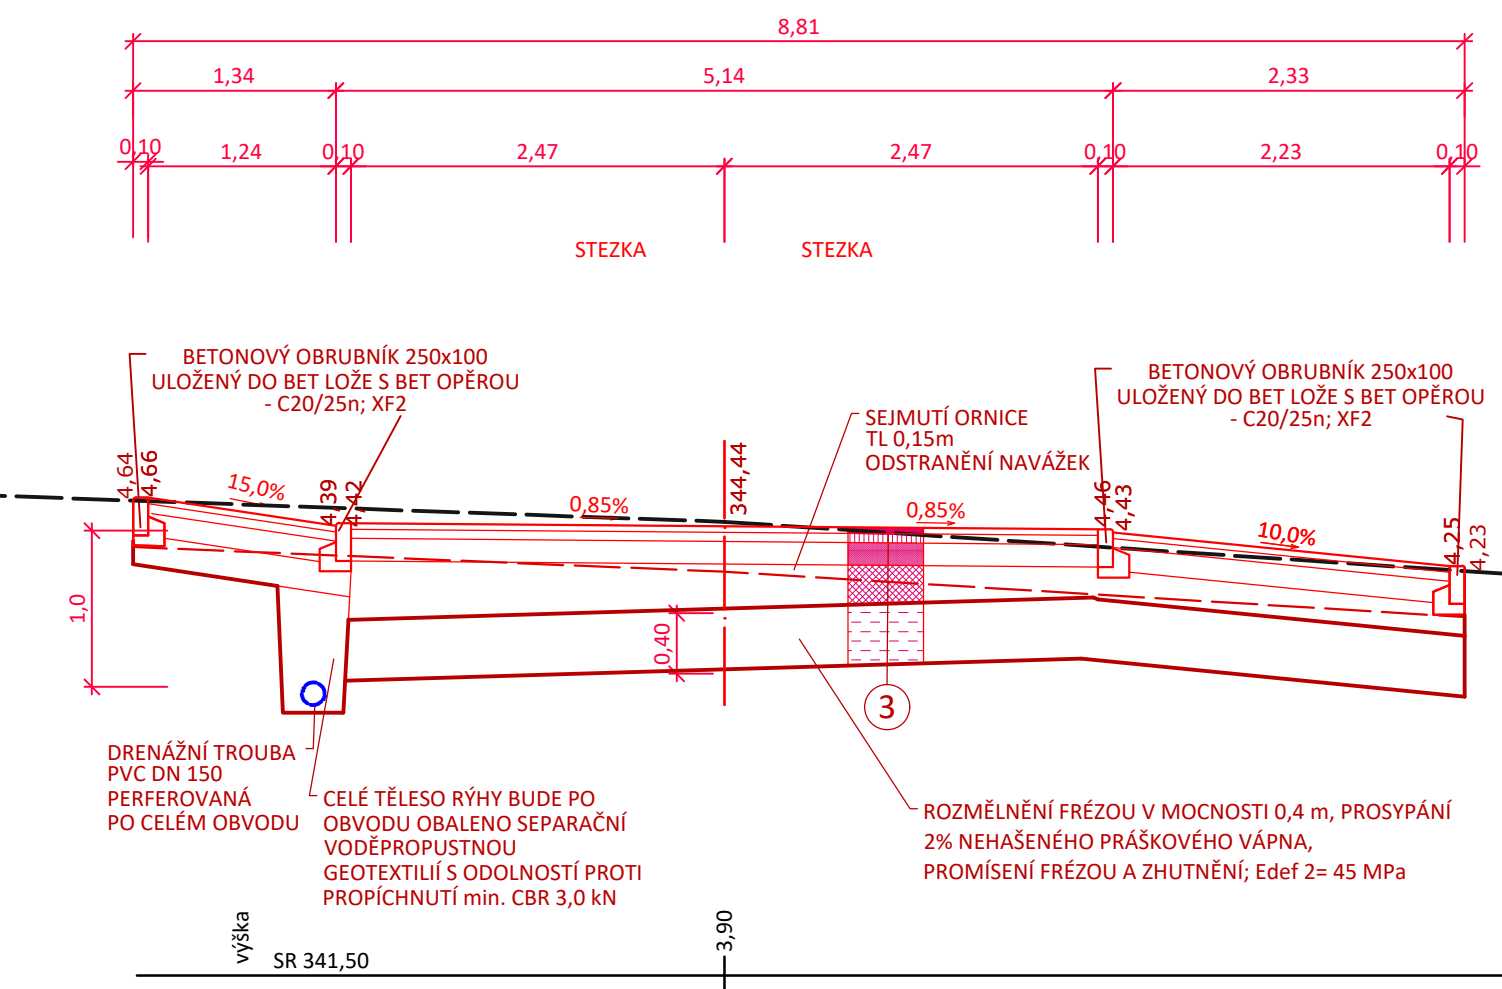 8,81
1,34
5,14
2,33
0,10
1,24
0,10
2,47
2,47
0,10
2,23
0,10
STEZKA
STEZKA
BETONOVÝ OBRUBNÍK 250x100
ULOŽENÝ DO BET LOŽE S BET OPĚROU
- C20/25n; XF2
BETONOVÝ OBRUBNÍK 250x100
ULOŽENÝ DO BET LOŽE S BET OPĚROU
- C20/25n; XF2
SEJMUTÍ ORNICE
TL 0,15m
ODSTRANĚNÍ NAVÁŽEK
4,64
4,66
15,0%
4,39
4,42
0,85%
344,44
0,85%
4,46
4,43
10,0%
4,25
4,23
1,0
0,40
3
DRENÁŽNÍ TROUBA
PVC DN 150
PERFEROVANÁ
PO CELÉM OBVODU
CELÉ TĚLESO RÝHY BUDE PO
OBVODU OBALENO SEPARAČNÍ
VODĚPROPUSTNOU
GEOTEXTILIÍ S ODOLNOSTÍ PROTI
PROPÍCHNUTÍ min. CBR 3,0 kN
ROZMĚLNĚNÍ FRÉZOU V MOCNOSTI 0,4 m, PROSYPÁNÍ
2% NEHAŠENÉHO PRÁŠKOVÉHO VÁPNA,
PROMÍSENÍ FRÉZOU A ZHUTNĚNÍ; Edef 2= 45 MPa
výška
SR 341,50
3,90